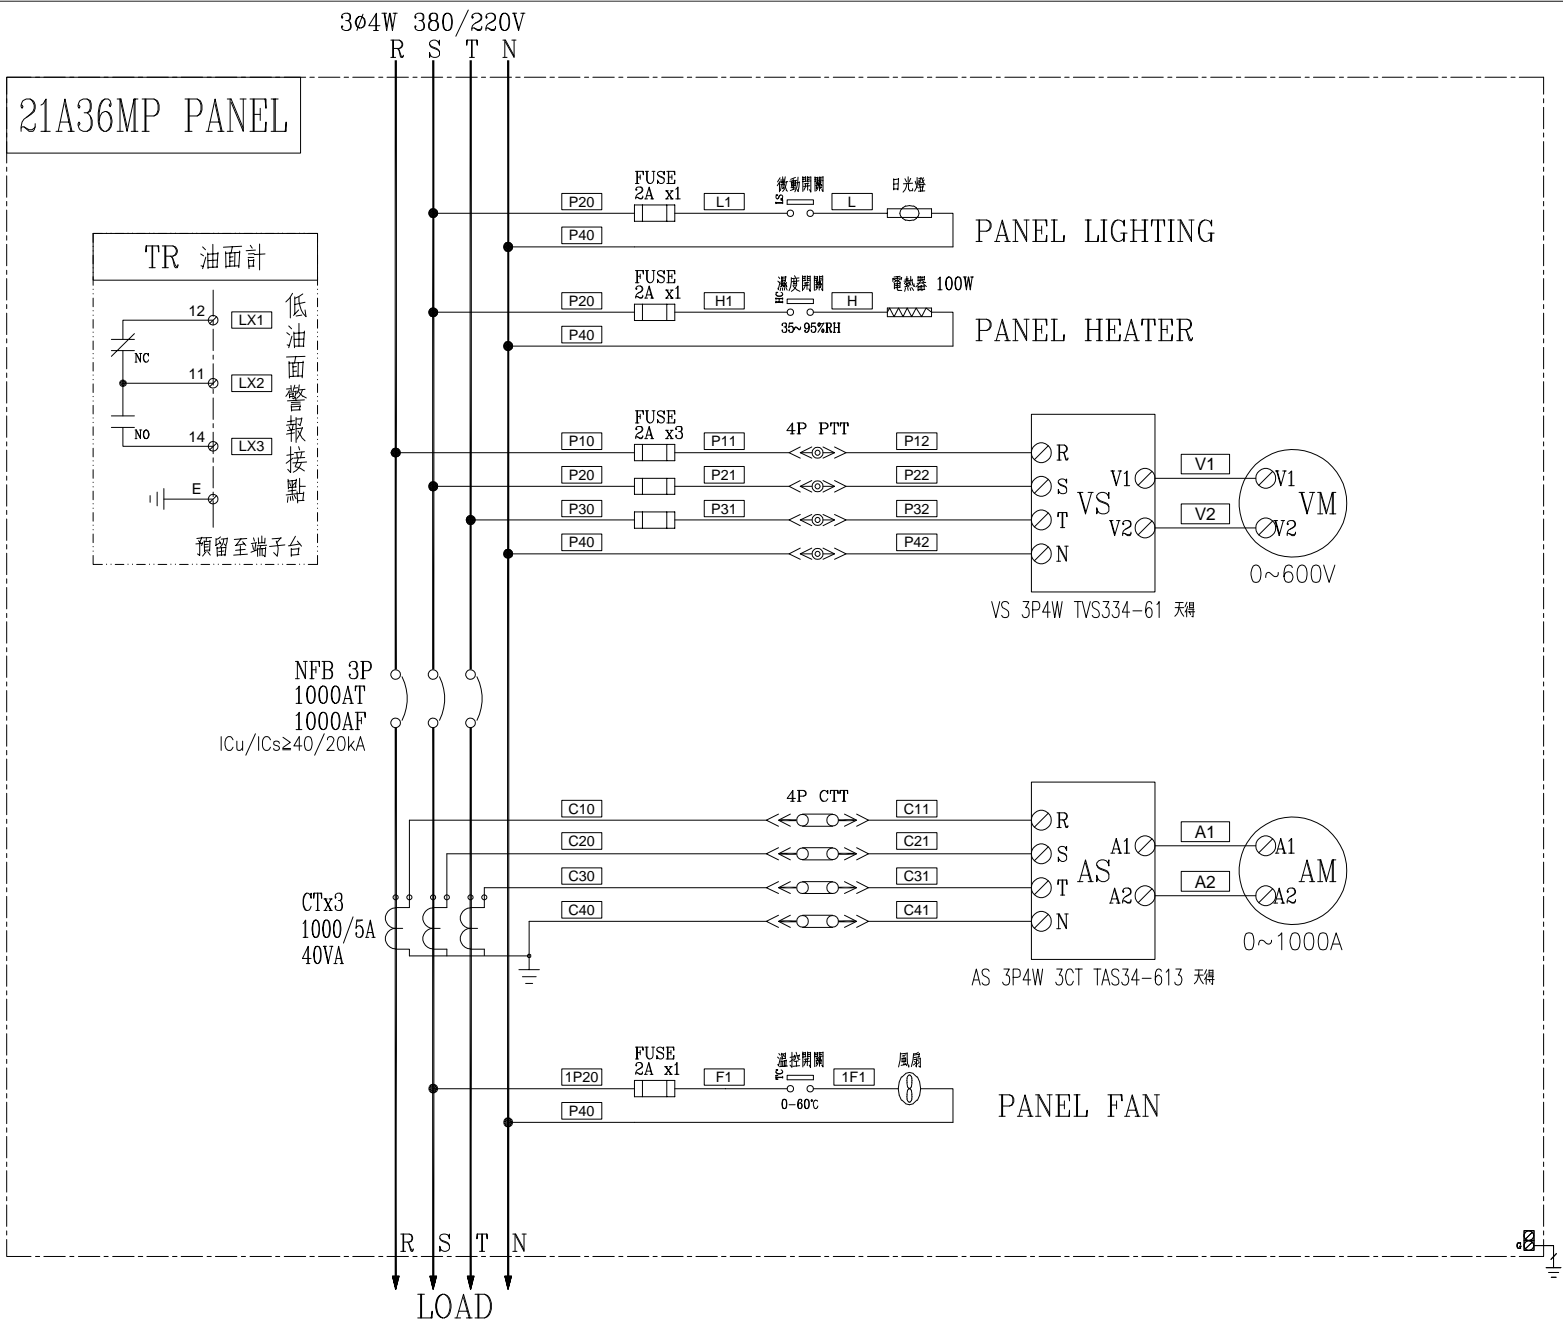 3ø4W 380/220V
R S T N
21A36MP PANEL
FUSE
2A x1
P20
L1
微動開關
LS
L
日光燈
P40
PANEL LIGHTING
TR 油面計
12
LX1
NC
11
LX2
NO
14
LX3
E
低油面警報接點
預留至端子台
FUSE
2A x1
P20
H1
濕度開關
HC
35~95%RH
H
電熱器 100W
P40
PANEL HEATER
FUSE
2A x3
4P PTT
P10
P11
P12
R
P20
P21
P22
S
P30
P31
P32
T
P40
P42
N
VS
V1
V2
V1
V2
V1
V2
VM
0~600V
VS 3P4W TVS334-61 天得
NFB 3P
1000AT
1000AF
ICu/ICs≥40/20kA
4P CTT
C10
C11
R
C20
C21
S
C30
C31
T
C40
C41
N
AS
A1
A2
A1
A2
A1
A2
AM
0~1000A
AS 3P4W 3CT TAS34-613 天得
CTx3
1000/5A
40VA
FUSE
2A x1
1P20
F1
溫控開關
TC
0-60℃
1F1
風扇
P40
PANEL FAN
R S T N
LOAD
G